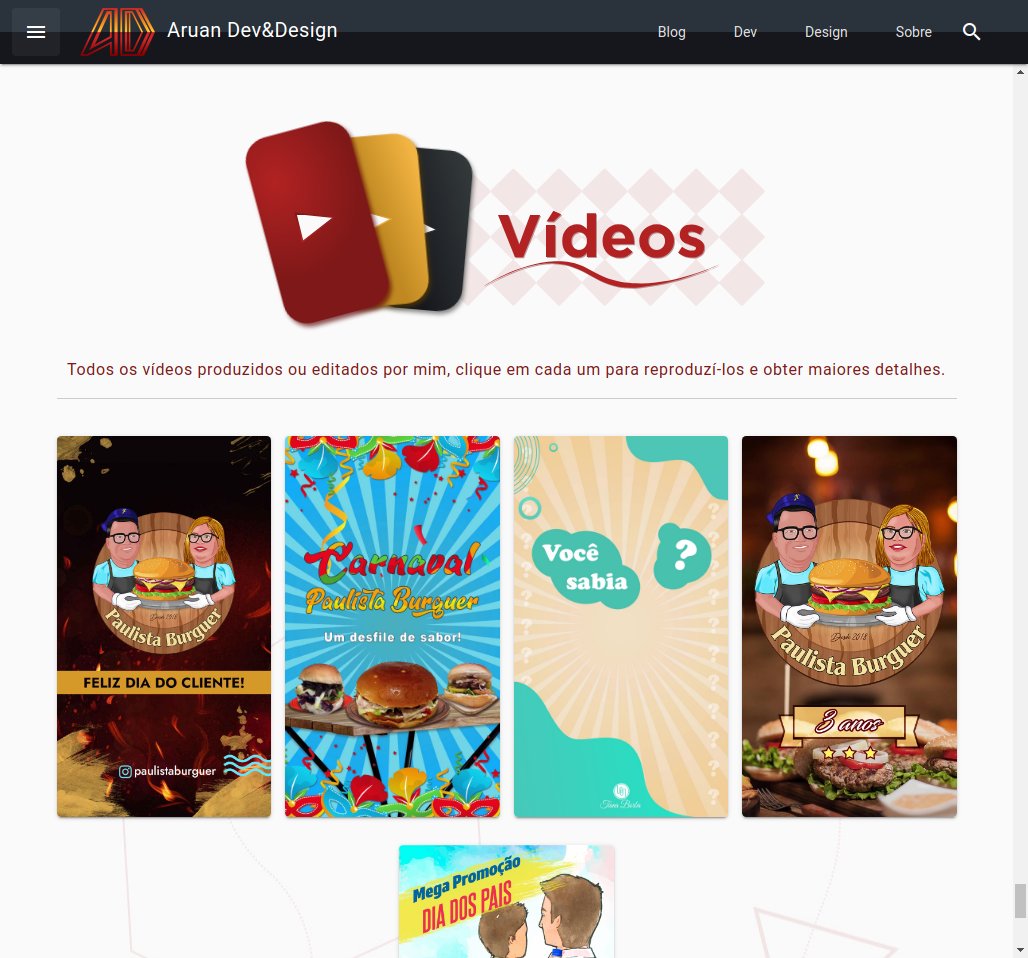 AD
Aruan Dev&Design
Blog
Dev
Design
Sobre
Vídeos
Todos os vídeos produzidos ou editados por mim, clique em cada um para reproduzí-los e obter maiores detalhes.
Desde 2018
Paulista Burguer
FELIZ DIA DO CLIENTE!
paulistaburguer
Carnaval
Paulista Burguer
Um desfile de sabor!
Você
sabia
?
Desde 2018
Paulista Burguer
3 anos
Mega Promoção
DIA DOS PAIS